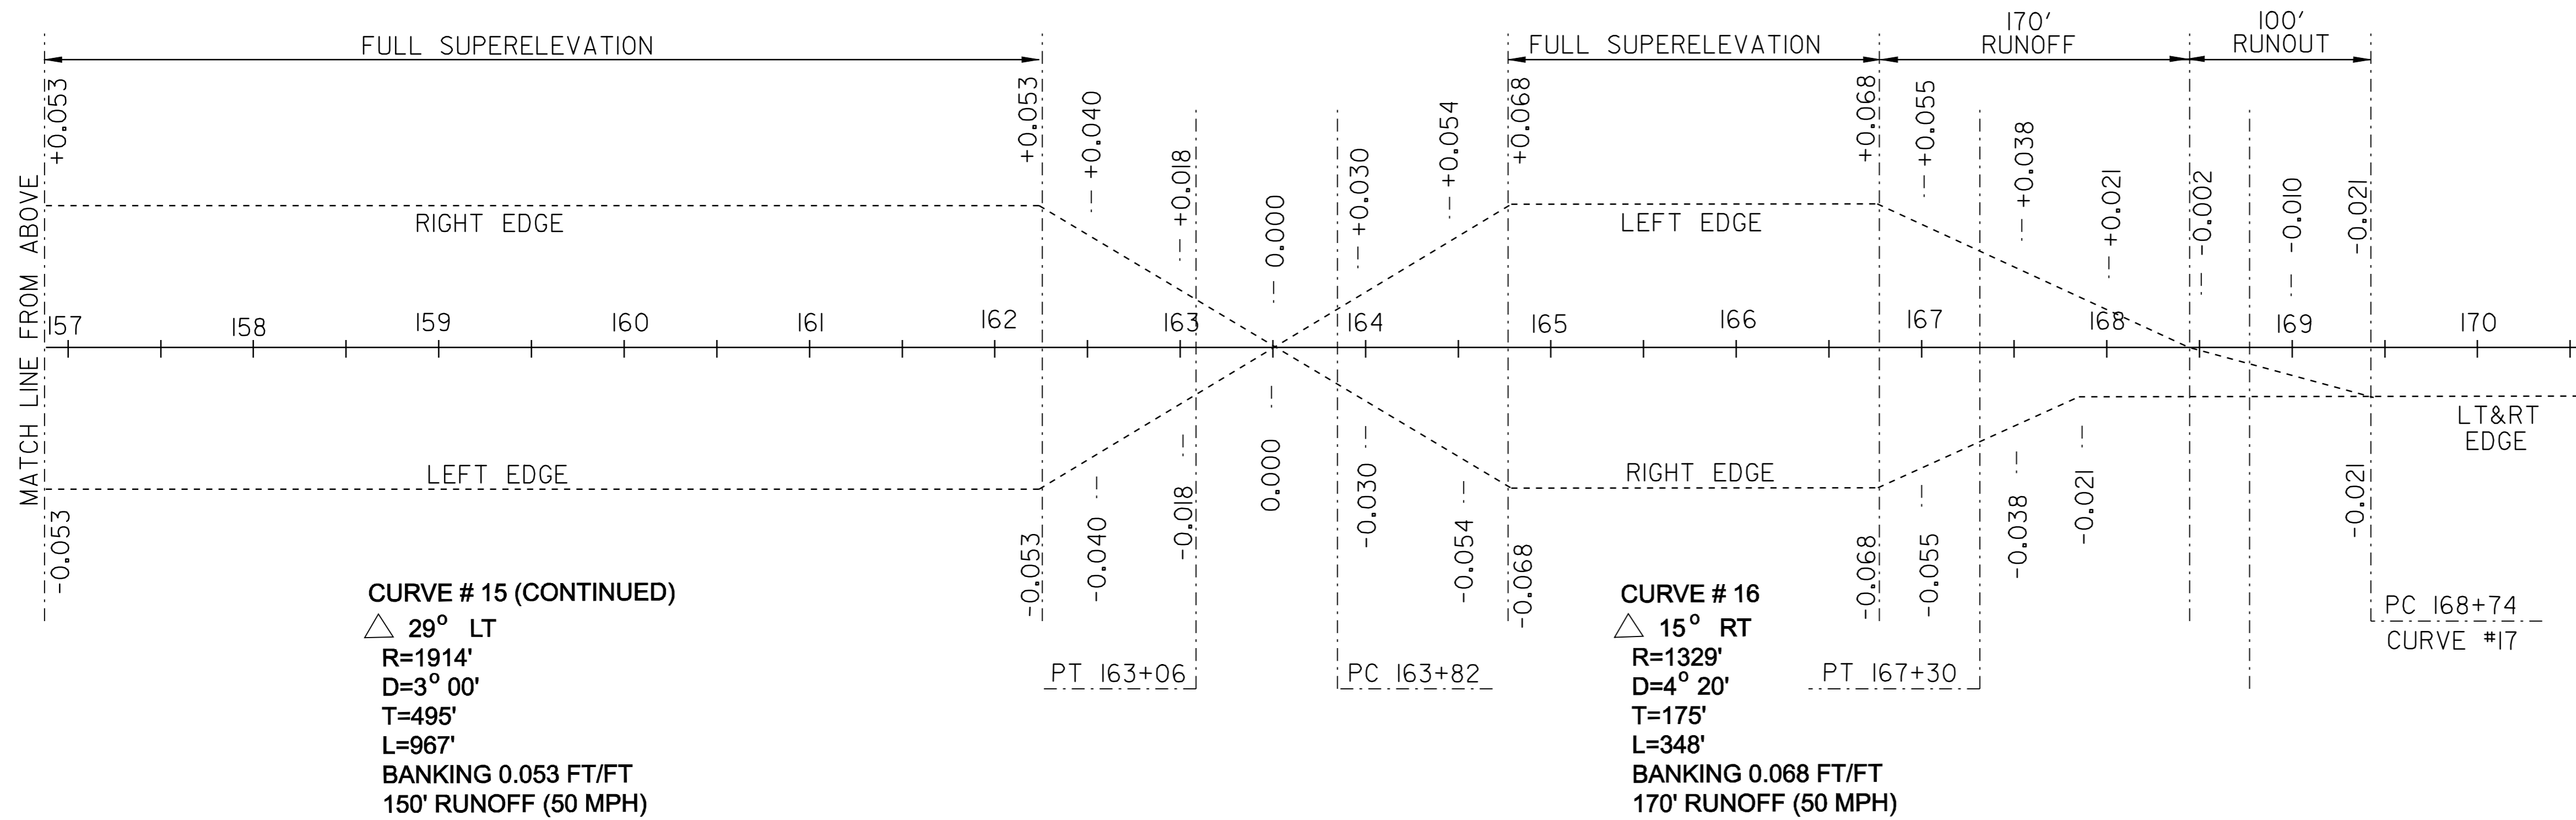 FULL SUPERELEVATION
FULL SUPERELEVATION
170'
RUNOFF
100'
RUNOUT
+0.053
+0.053
+0.040
+0.018
0.000
+0.030
+0.054
+0.068
+0.068
+0.055
+0.038
+0.021
-0.002
-0.010
-0.021
MATCH LINE FROM ABOVE
RIGHT EDGE
LEFT EDGE
157
158
159
160
161
162
163
164
165
166
167
168
169
170
LT&RT
EDGE
LEFT EDGE
RIGHT EDGE
-0.053
-0.053
-0.040
-0.018
0.000
-0.030
-0.054
-0.068
-0.068
-0.055
-0.038
-0.021
-0.021
CURVE # 15 (CONTINUED)
△ 29° LT
R=1914'
D=3° 00'
T=495'
L=967'
BANKING 0.053 FT/FT
150' RUNOFF (50 MPH)
PT 163+06
PC 163+82
CURVE # 16
△ 15° RT
R=1329'
D=4° 20'
T=175'
L=348'
BANKING 0.068 FT/FT
170' RUNOFF (50 MPH)
PT 167+30
PC 168+74
CURVE #17